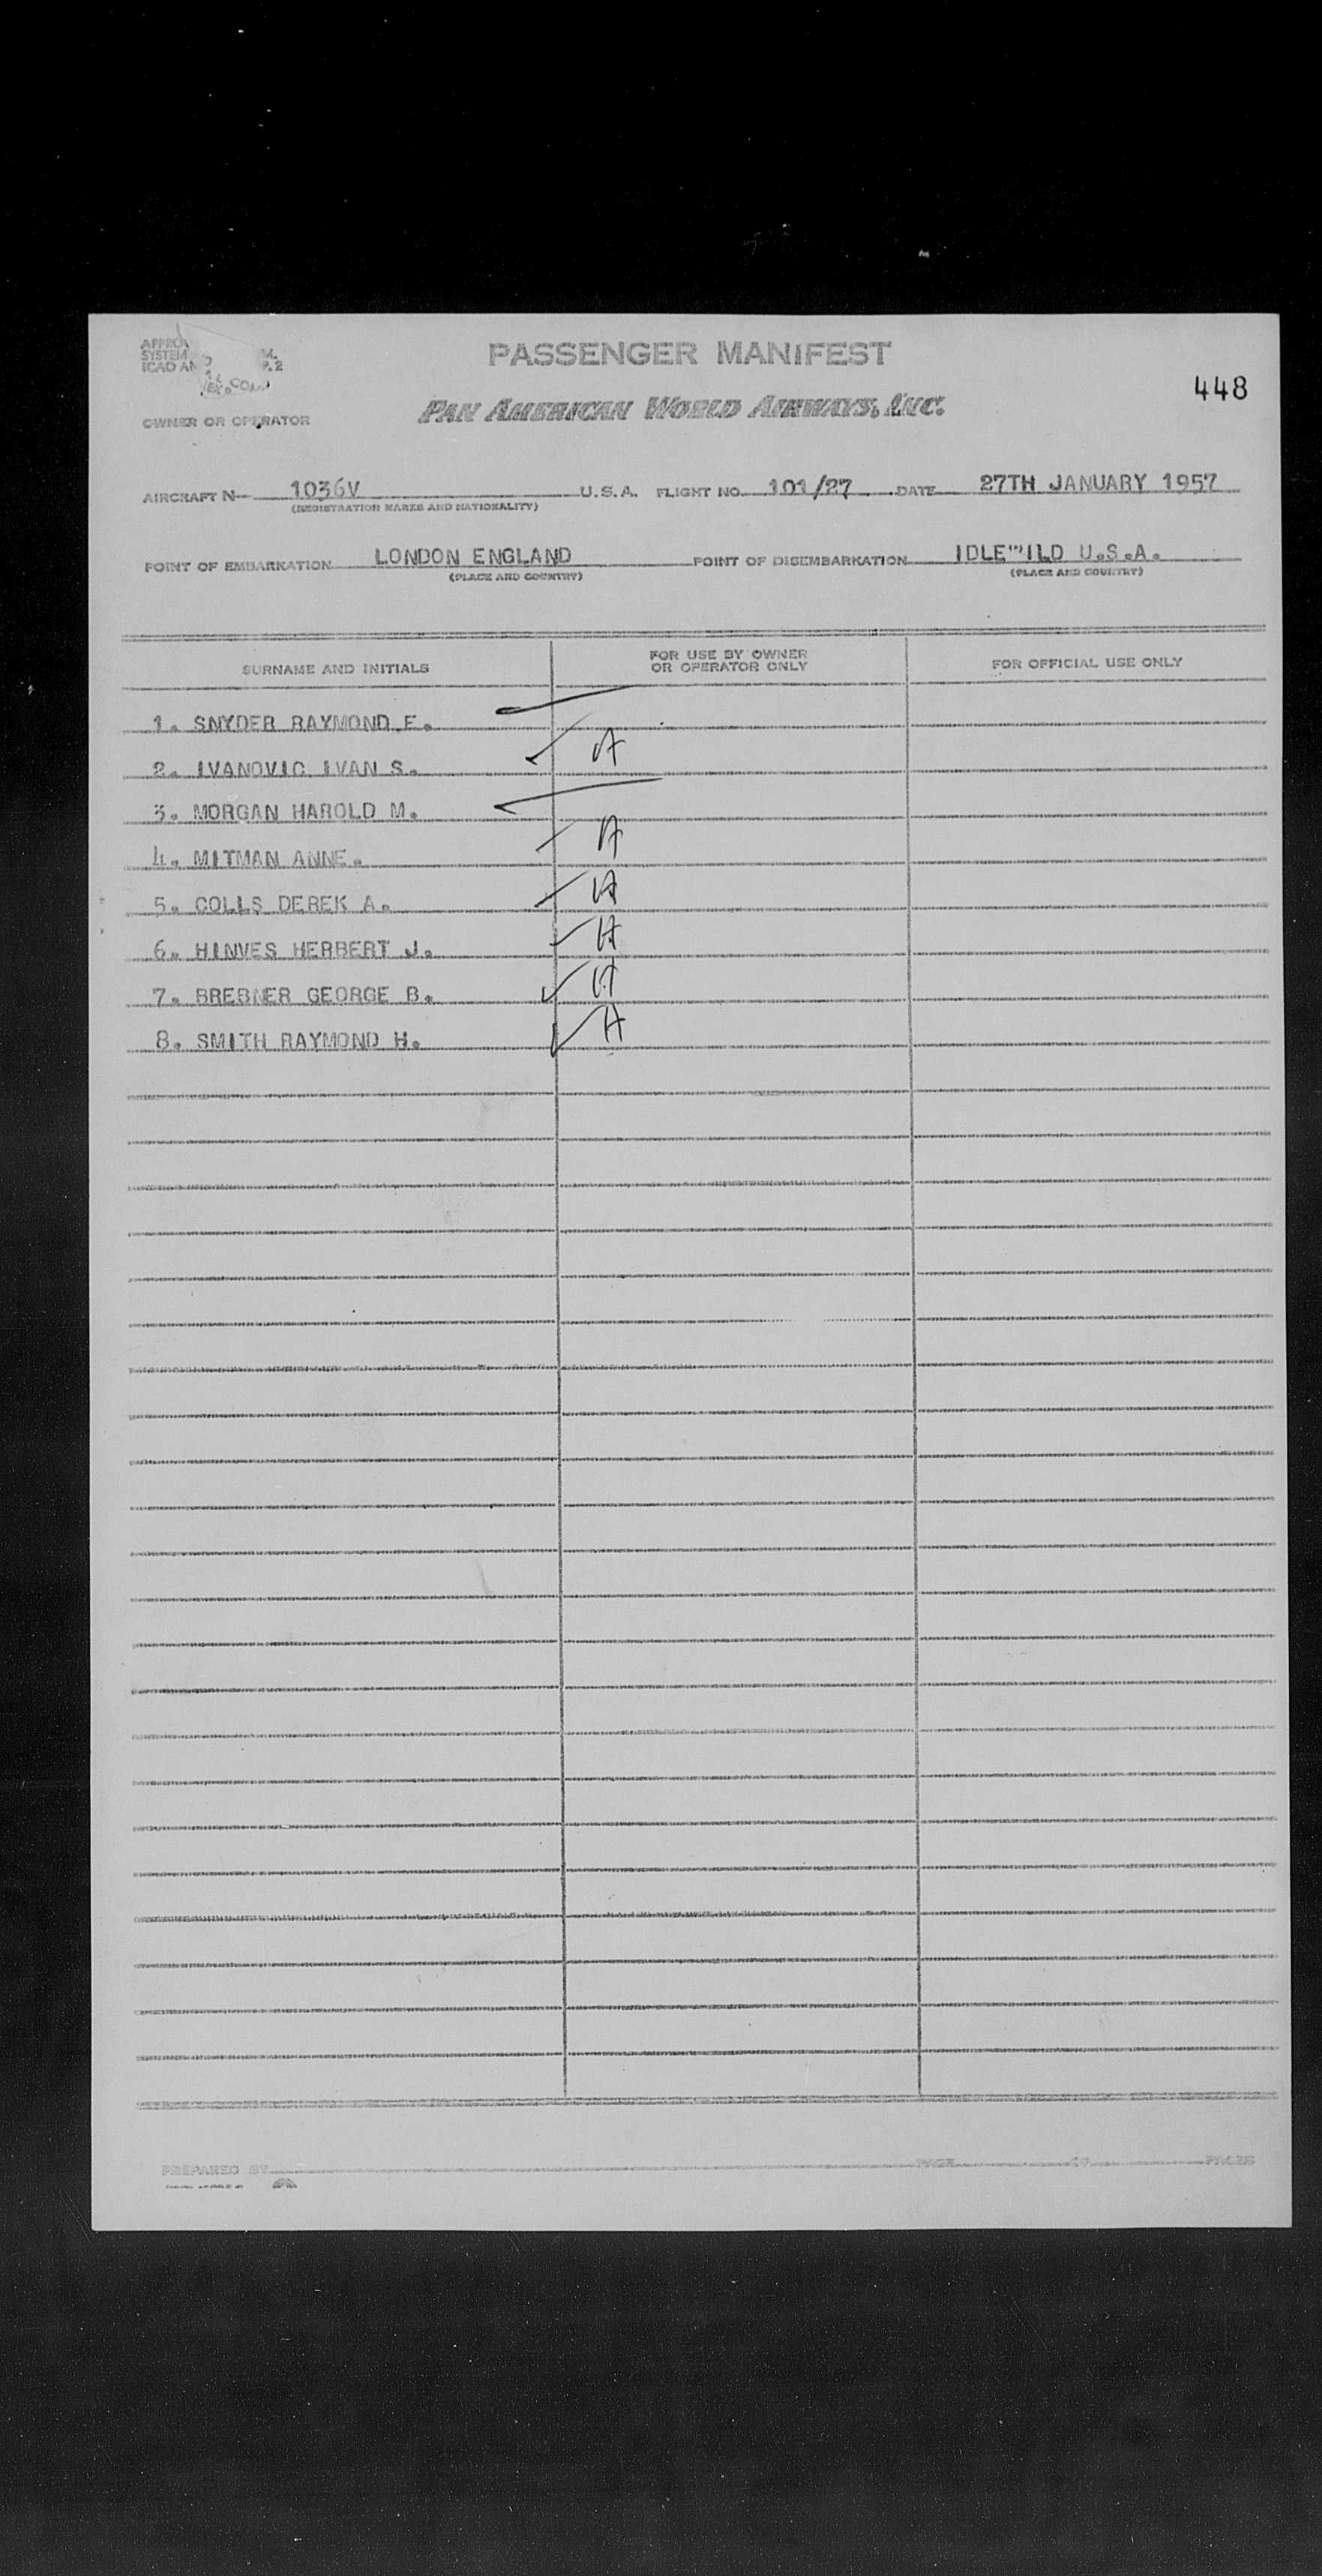 PASSENGER MANIFEST
448
PAN AMERICAN WORLD AIRWAYS, INC.
OWNER OR OPERATOR
AIRCRAFT N 1036V U.S.A. FLIGHT NO. 101/27 DATE 27TH JANUARY 1957
(REGISTRATION MARKS AND NATIONALITY)
POINT OF EMBARKATION LONDON ENGLAND POINT OF DISEMBARKATION IDLE"'ILD U.S.A.
(PLACE AND COUNTRY) (PLACE AND COUNTRY)
SURNAME AND INITIALS FOR USE BY OWNER OR OPERATOR ONLY FOR OFFICIAL USE ONLY
1. SNYDER RAYMOND E.
2. IVANOVIC IVAN S. A
3. MORGAN HAROLD M.
4. MITMAN ANNE. A
5. COLLS DEREK A. A
6. HINVES HERBERT J. A
7. BREBNER GEORGE B. A
8. SMITH RAYMOND H. A
PREPARED BY PAGE PAGES